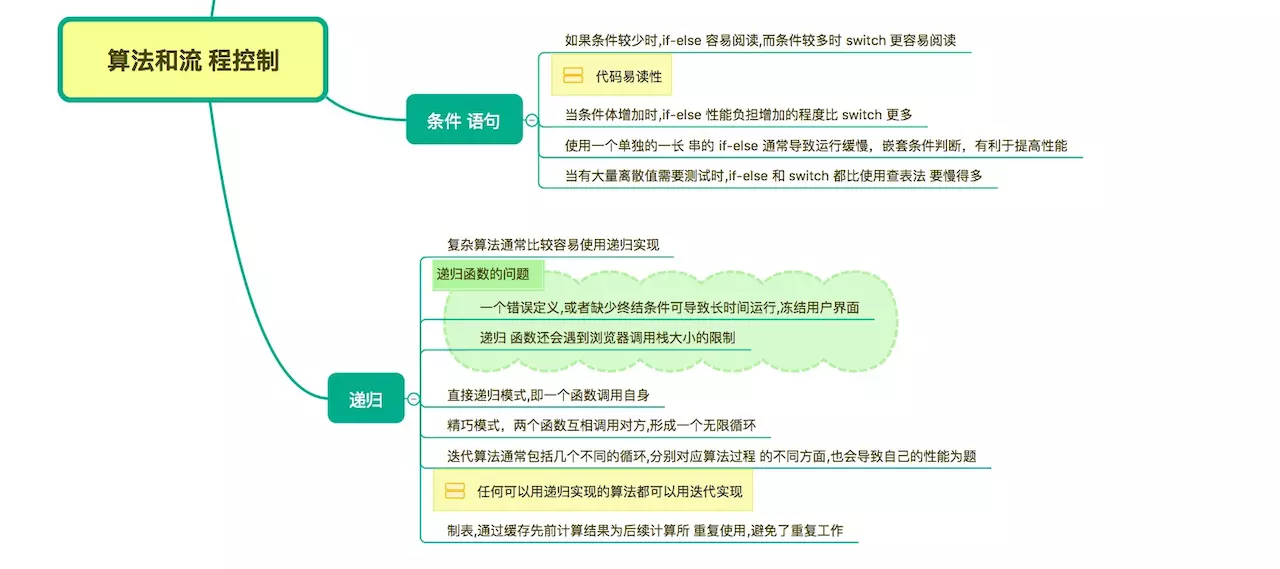 算法和流 程控制
条件 语句
如果条件较少时,if-else 容易阅读,而条件较多时 switch 更容易阅读
代码易读性
当条件体增加时,if-else 性能负担增加的程度比 switch 更多
使用一个单独的一长 串的 if-else 通常导致运行缓慢，嵌套条件判断，有利于提高性能
当有大量离散值需要测试时,if-else 和 switch 都比使用查表法 要慢得多
递归
复杂算法通常比较容易使用递归实现
递归函数的问题
一个错误定义,或者缺少终结条件可导致长时间运行,冻结用户界面
递归 函数还会遇到浏览器调用栈大小的限制
直接递归模式,即一个函数调用自身
精巧模式，两个函数互相调用对方,形成一个无限循环
迭代算法通常包括几个不同的循环,分别对应算法过程 的不同方面,也会导致自己的性能为题
任何可以用递归实现的算法都可以用迭代实现
制表,通过缓存先前计算结果为后续计算所 重复使用,避免了重复工作